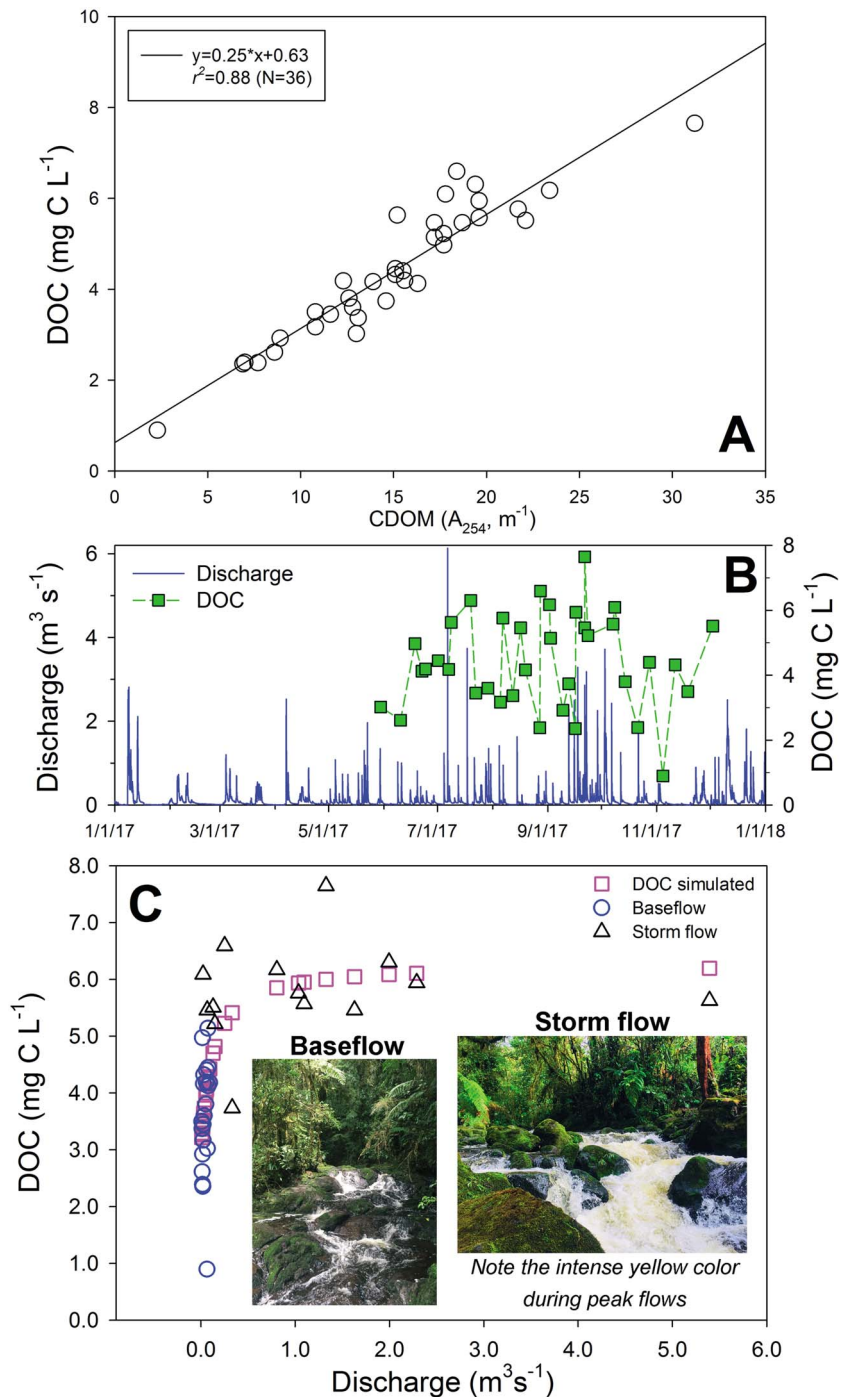 10
8
6
4
2
0
DOC (mg C L⁻¹)
y=0.25*x+0.63
r²=0.88 (N=36)
A
0 5 10 15 20 25 30 35
CDOM (A₂₅₄, m⁻¹)
6
4
2
0
Discharge (m³ s⁻¹)
Discharge
DOC
B
8
6
4
2
0
DOC (mg C L⁻¹)
1/1/17 3/1/17 5/1/17 7/1/17 9/1/17 11/1/17 1/1/18
8.0
7.0
6.0
5.0
4.0
3.0
2.0
1.0
0.0
DOC (mg C L⁻¹)
C
DOC simulated
Baseflow
Storm flow
Baseflow
Storm flow
Note the intense yellow color
during peak flows
0.0 1.0 2.0 3.0 4.0 5.0 6.0
Discharge (m³s⁻¹)